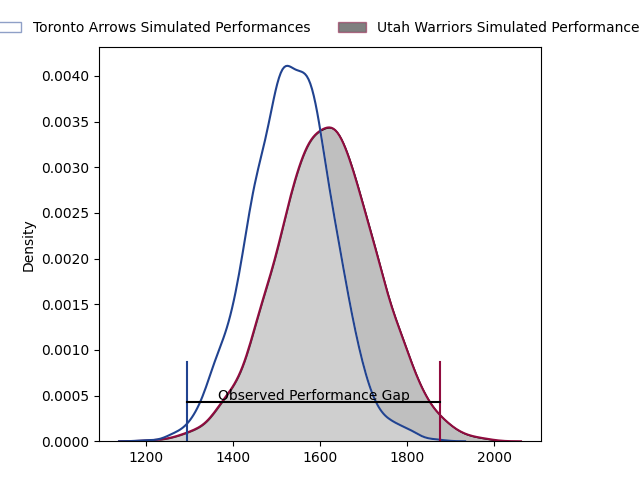 Toronto Arrows Simulated Performances
Utah Warriors Simulated Performance
0.0040
0.0035
0.0030
0.0025
0.0020
0.0015
0.0010
0.0005
0.0000
Density
Observed Performance Gap
1200 1400 1600 1800 2000